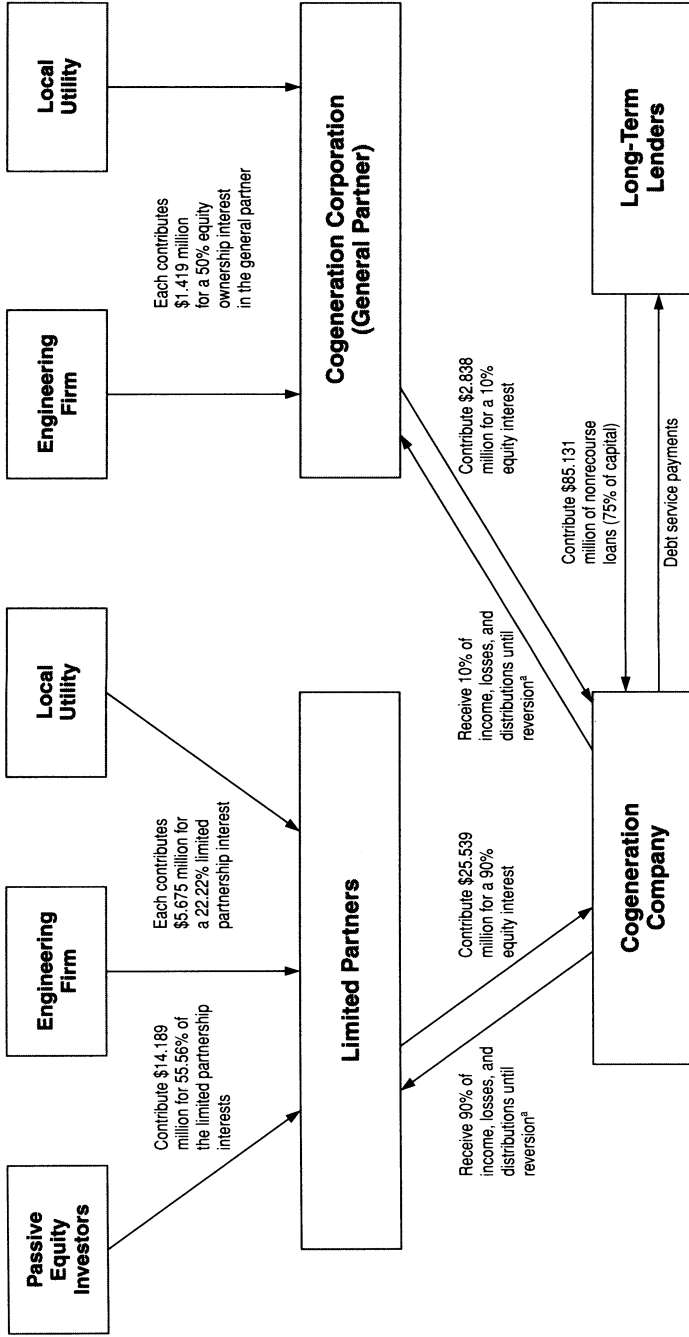 Passive
Equity
Investors
Engineering
Firm
Local
Utility
Engineering
Firm
Local
Utility
Contribute $14.189
million for 55.56% of
the limited partnership
interests
Each contributes
$5.675 million for
a 22.22% limited
partnership interest
Each contributes
$1.419 million
for a 50% equity
ownership interest
in the general partner
Limited Partners
Cogeneration Corporation
(General Partner)
Receive 90% of
income, losses, and
distributions until
reversionª
Contribute $25.539
million for a 90%
equity interest
Receive 10% of
income, losses, and
distributions until
reversionª
Contribute $2.838
million for a 10%
equity interest
Cogeneration
Company
Contribute $85.131
million of nonrecourse
loans (75% of capital)
Debt service payments
Long-Term
Lenders